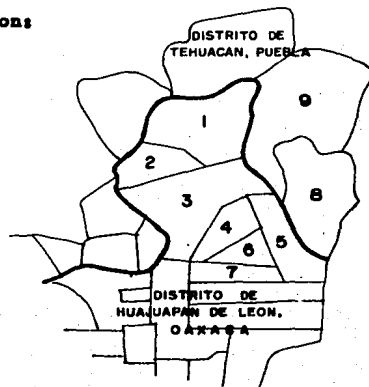 ons
DISTRITO DE
TEHUACAN, PUEBLA
9
1
2
8
3
4
5
6
7
DISTRITO DE
HUAJUAPAN DE LEON,
OAXACA